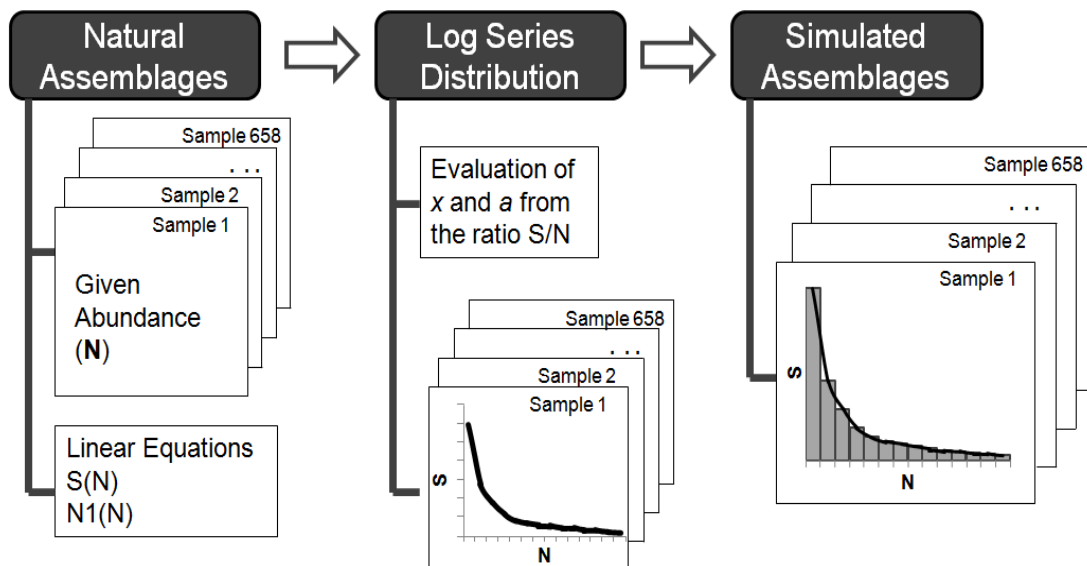 Natural
Assemblages
Log Series
Distribution
Simulated
Assemblages
Sample 658
. . .
Sample 2
Sample 1
Given
Abundance
(N)
Linear Equations
S(N)
N1(N)
Evaluation of
x and a from
the ratio S/N
Sample 658
. . .
Sample 2
Sample 1
S
N
Sample 658
. . .
Sample 2
Sample 1
S
N